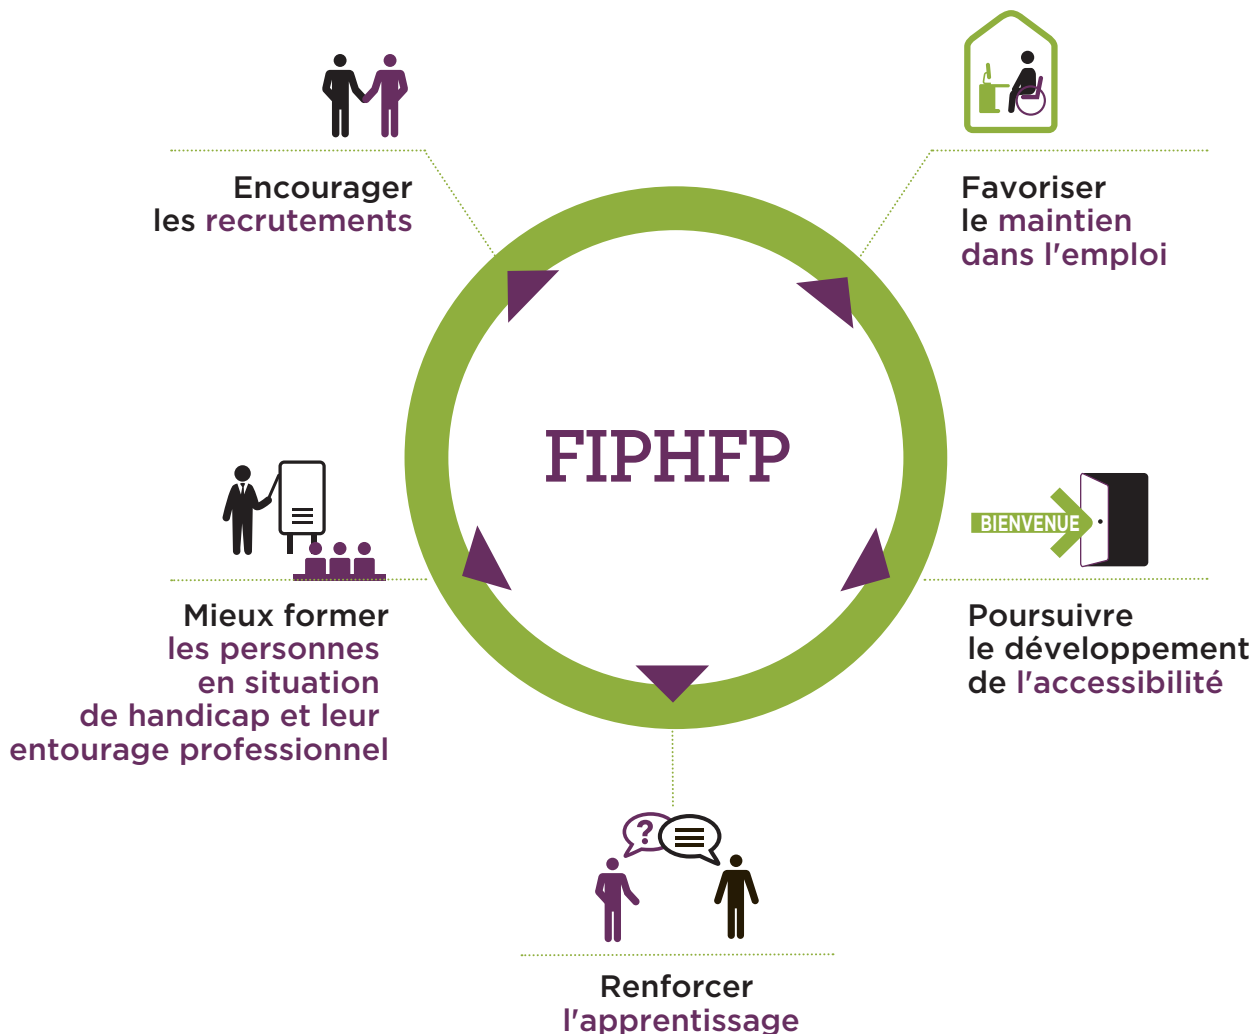 Encourager
les recrutements
Favoriser
le maintien
dans l'emploi
FIPHFP
BIENVENUE
Mieux former
les personnes
en situation
de handicap et leur
entourage professionnel
Poursuivre
le développement
de l'accessibilité
?
Renforcer
l'apprentissage